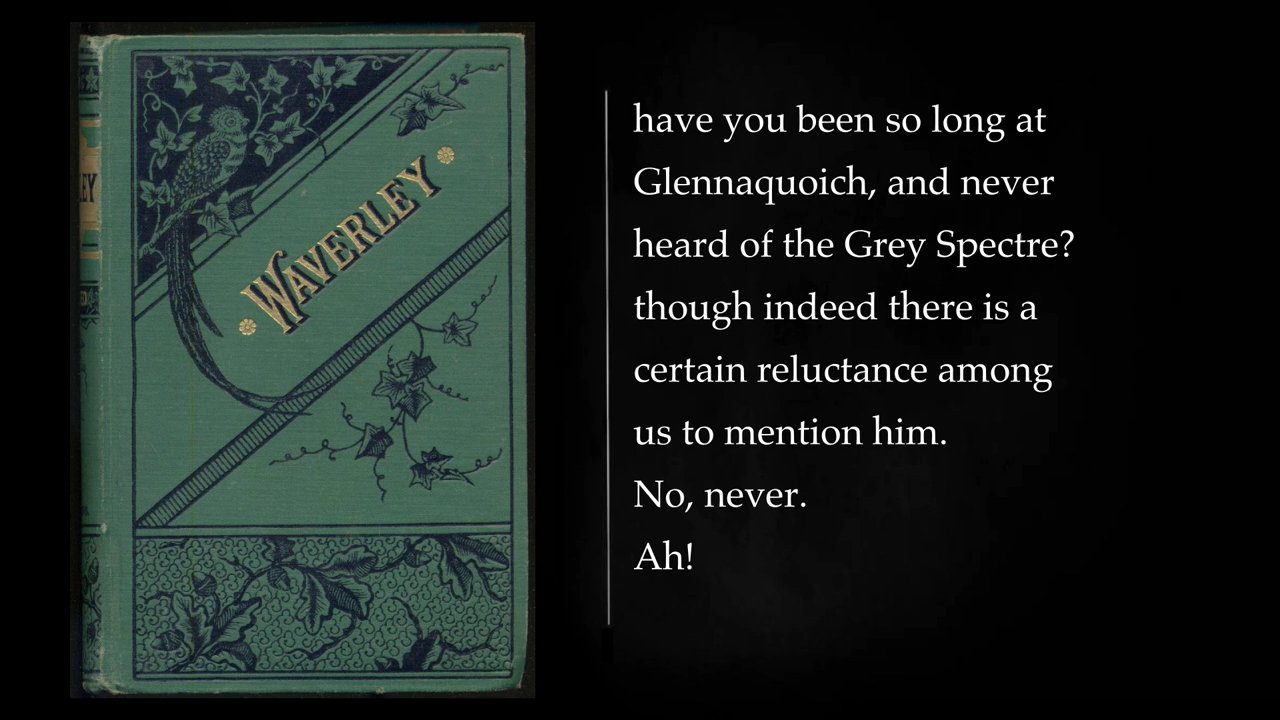 WAVERLEY
have you been so long at
Glennaquoich, and never
heard of the Grey Spectre?
though indeed there is a
certain reluctance among
us to mention him.
No, never.
Ah!